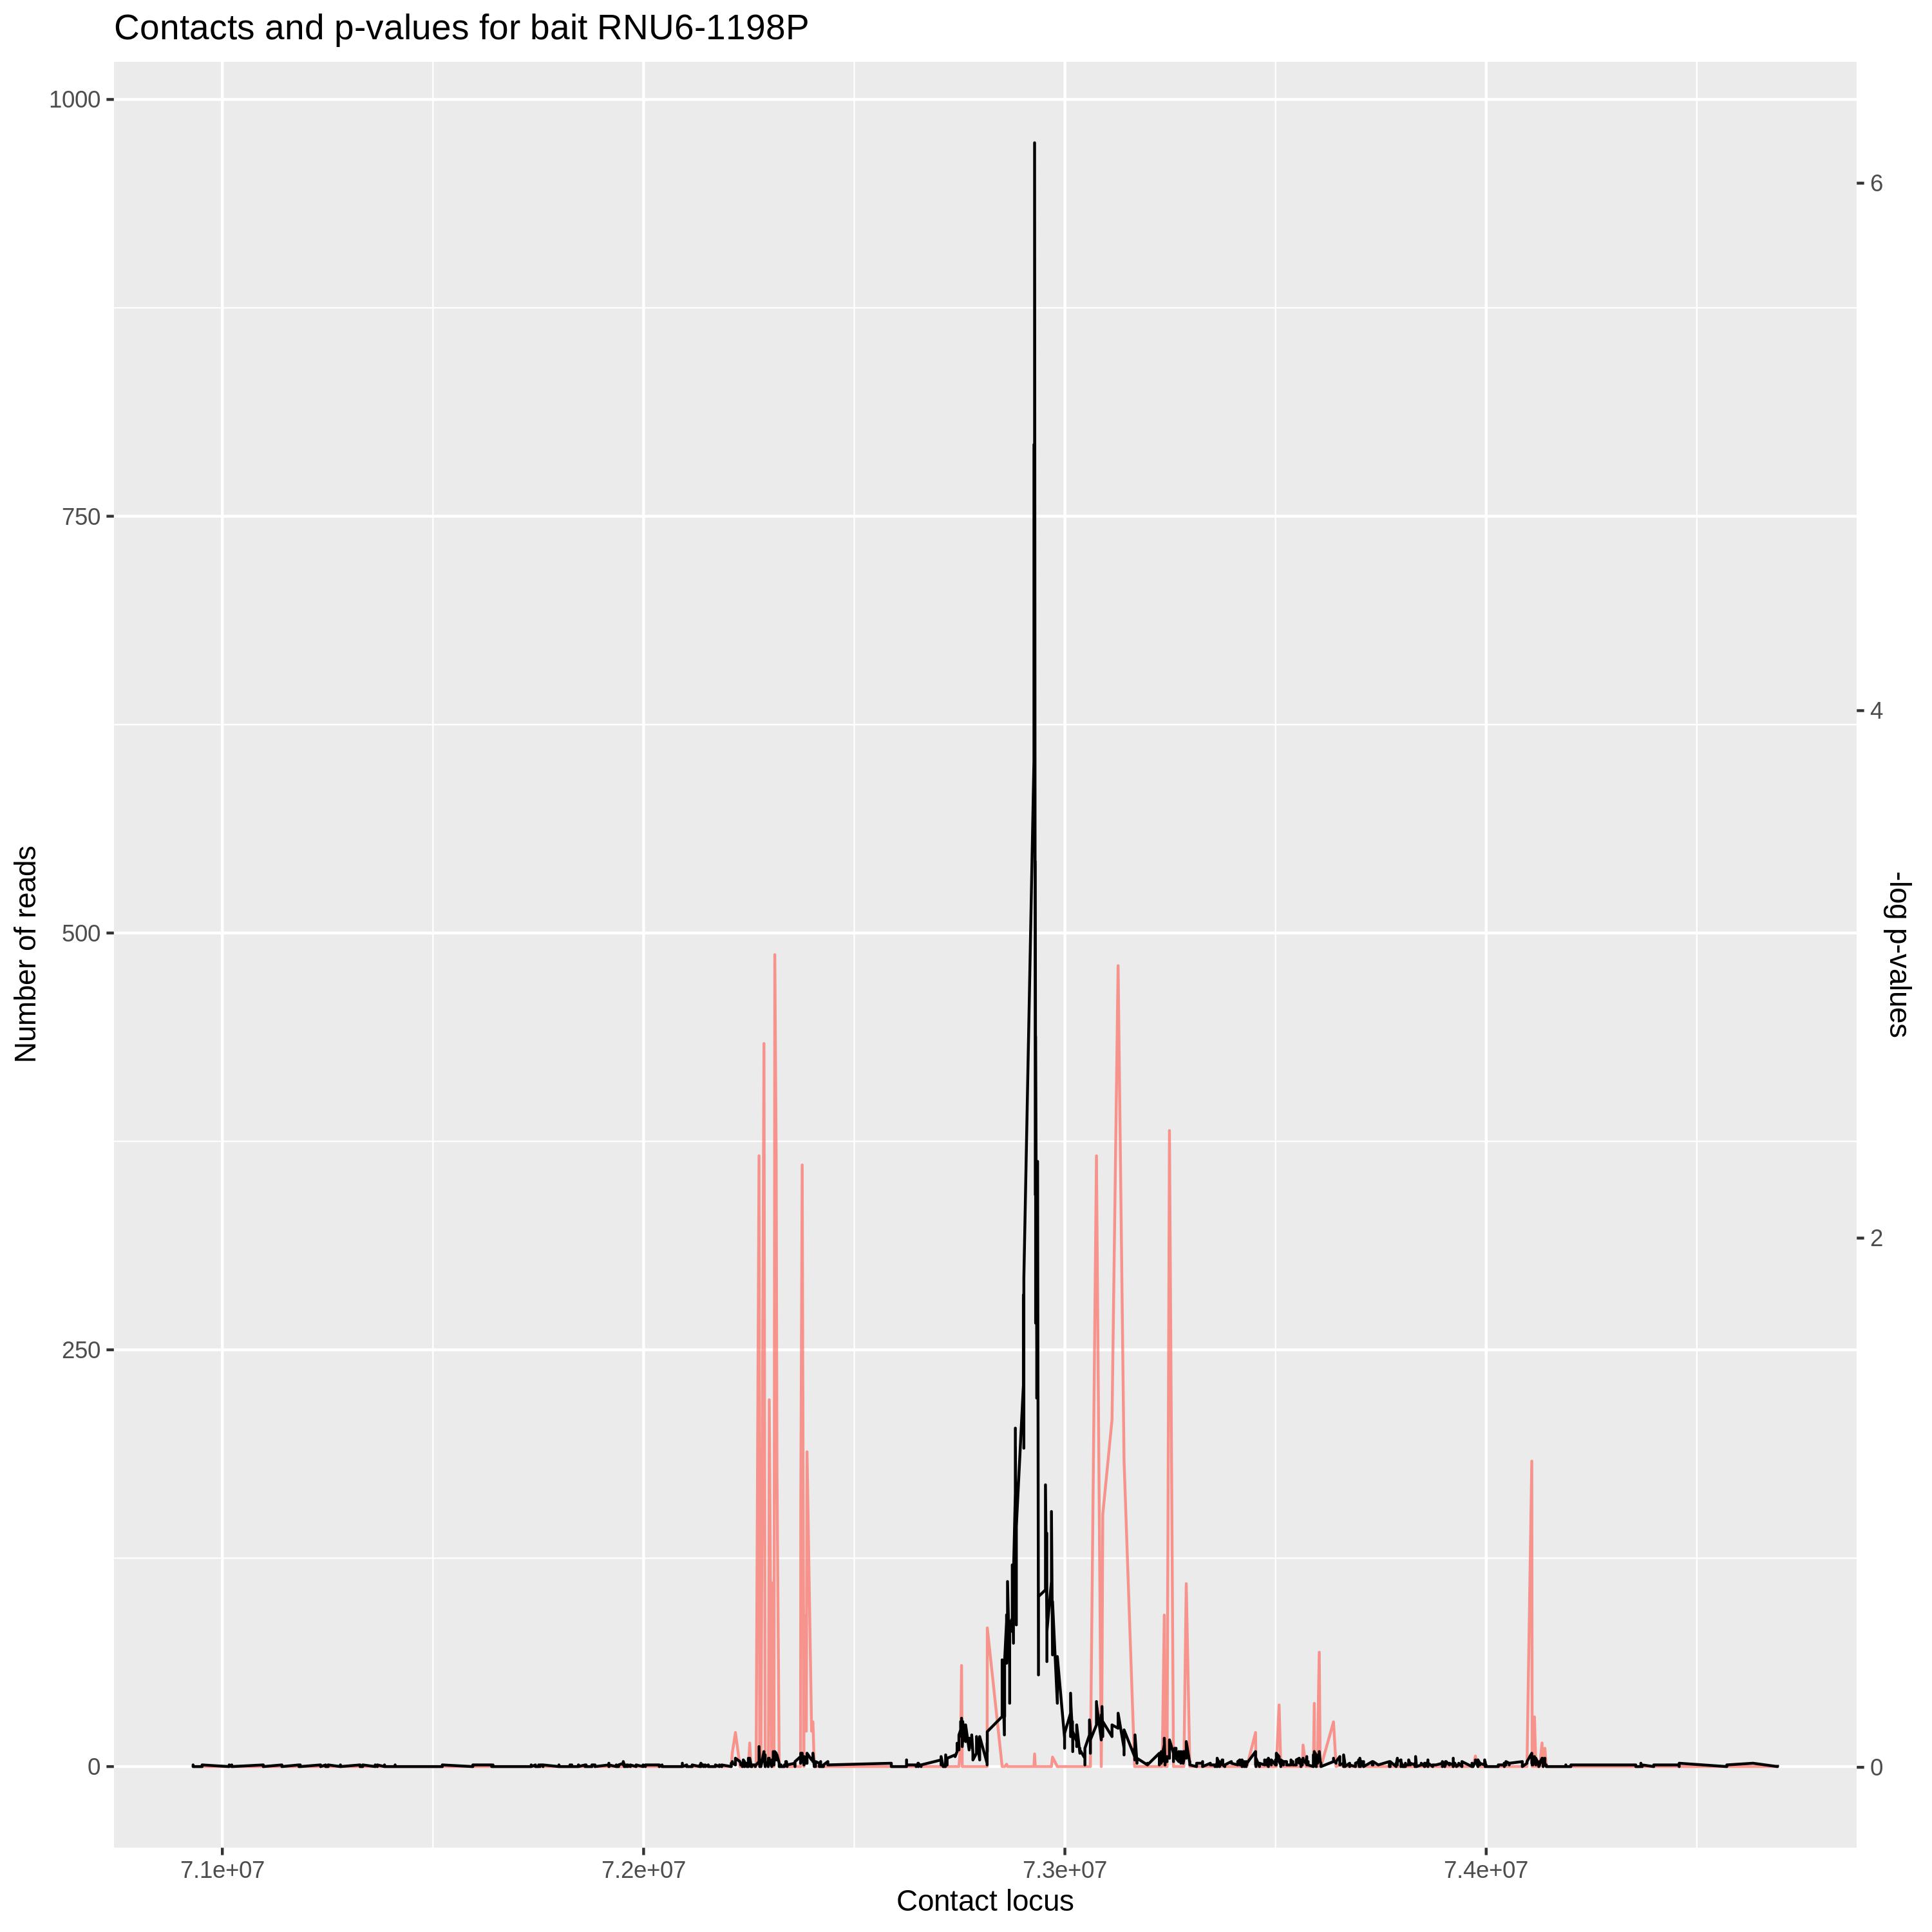 Contacts and p-values for bait RNU6-1198P
1000
750
500
250
0
Number of reads
6
4
2
0
-log p-values
7.1e+07
7.2e+07
7.3e+07
7.4e+07
Contact locus